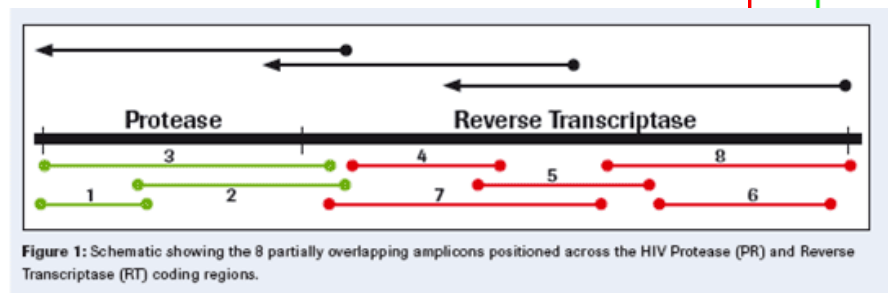 Protease Reverse Transcriptase
3 4 8
5
1 2 7 6
Figure 1: Schematic showing the 8 partially overlapping amplicons positioned across the HIV Protease (PR) and Reverse
Transcriptase (RT) coding regions.